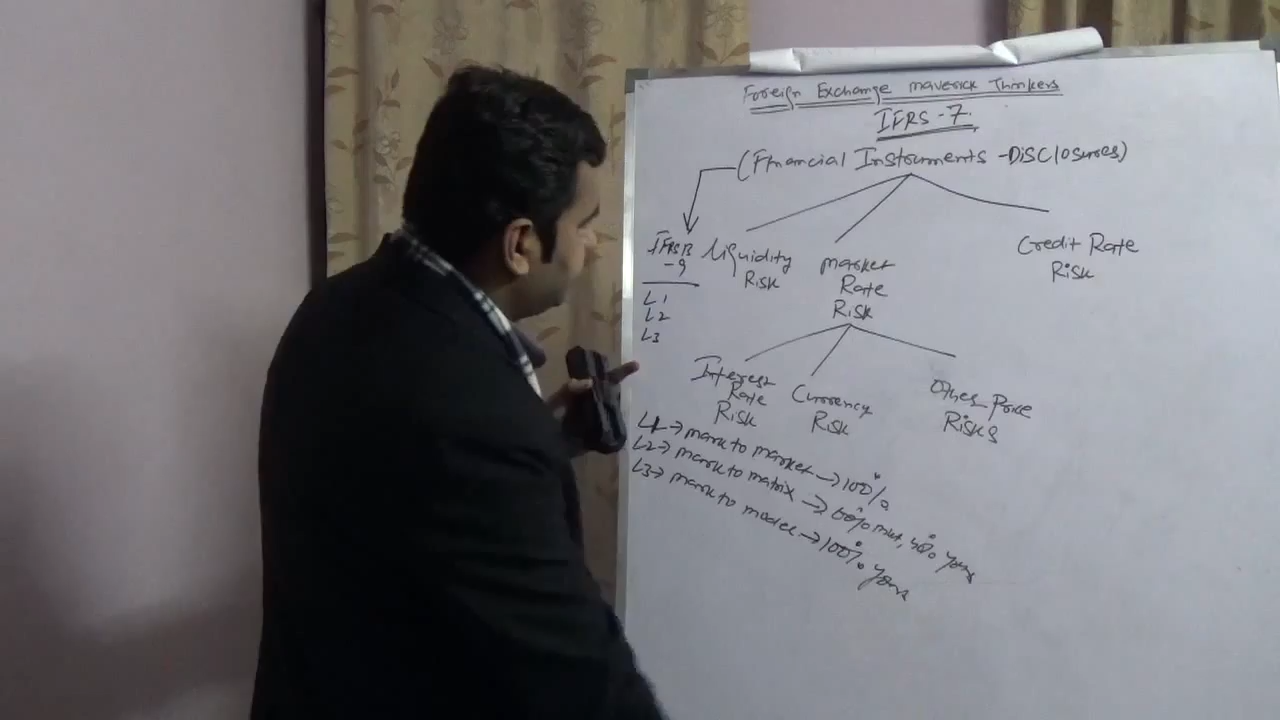 Foreign Exchange Maverick Thinkers
IFRS-7
(Financial Instruments -DISClosures)
Liquidity
Risk
Market
Rate
Risk
Credit Rate
Risk
-9
L1
L2
L3
Interest
Rate
Risk
Currency
Risk
Other Price
Risks
L1→ mark to market → 100%
L2→ mark to matrix → 60% mkt, 40% yours
L3→ mark to model → 100% yours